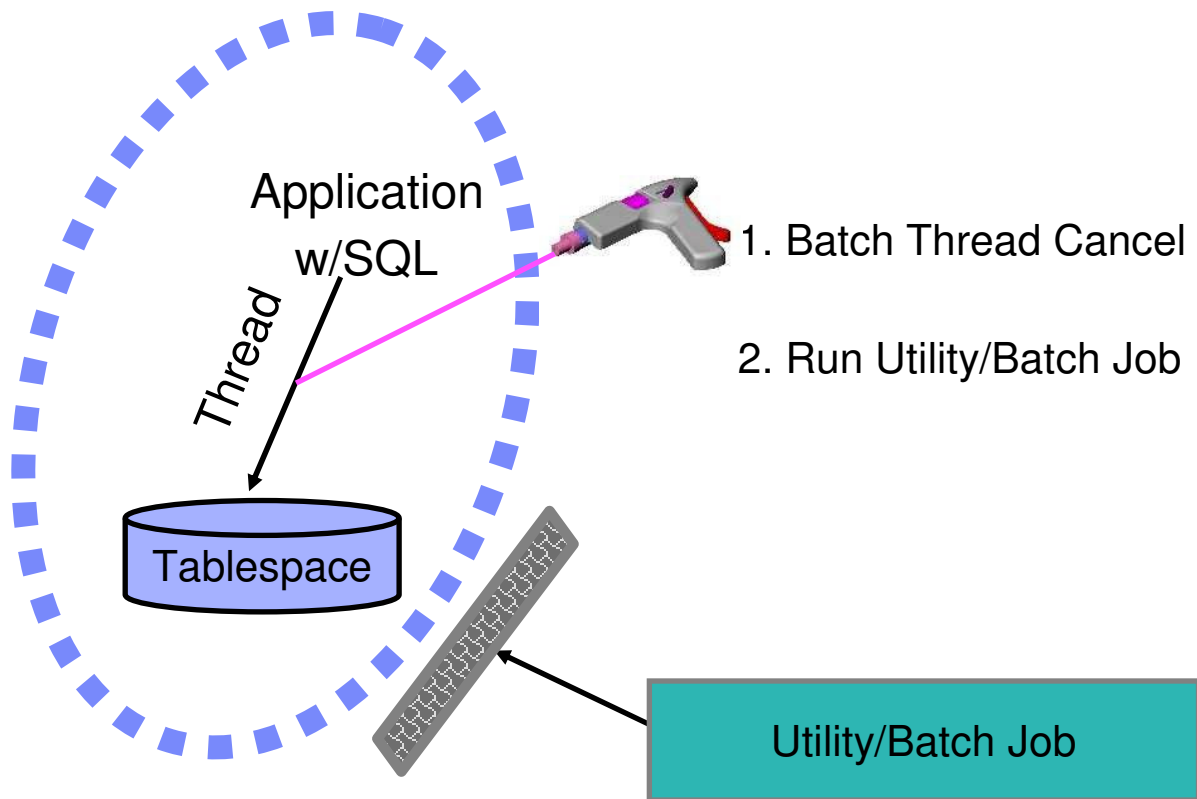 Application
w/SQL
Thread
1. Batch Thread Cancel
2. Run Utility/Batch Job
Tablespace
Utility/Batch Job